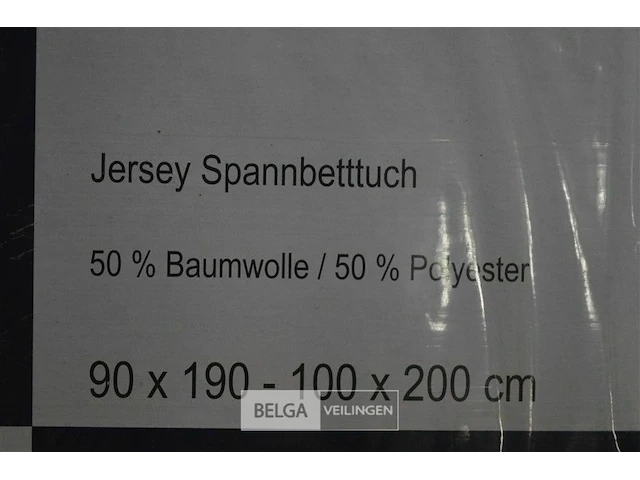 Jersey Spannbetttuch
50 % Baumwolle / 50 % Polyester
90 x 190 - 100 x 200 cm
BELGA VEILINGEN